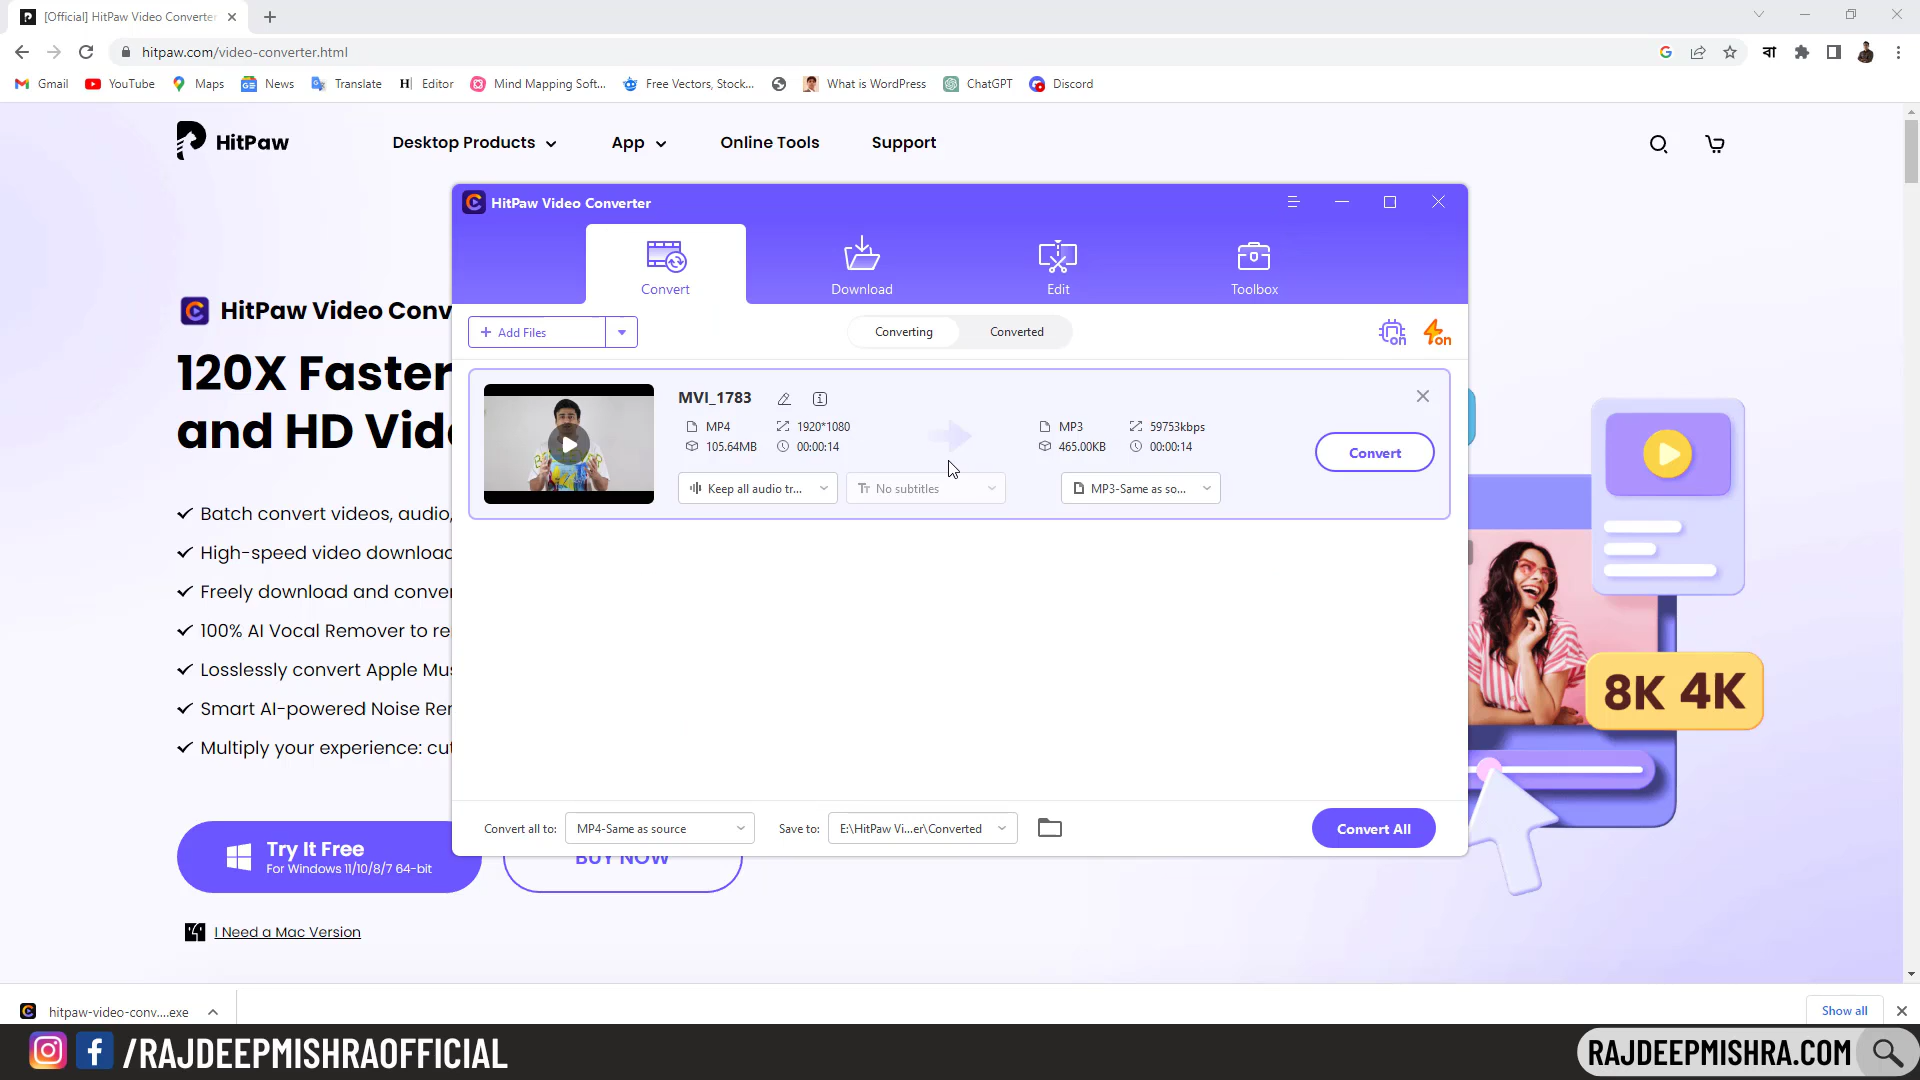 [Official] HitPaw Video Converter
hitpaw.com/video-converter.html
বা
Gmail
YouTube
Maps
News
Translate
Editor
Mind Mapping Soft...
Free Vectors, Stock...
What is WordPress
ChatGPT
Discord
HitPaw
Desktop Products
App
Online Tools
Support
HitPaw Video Converter
Convert
Download
Edit
Toolbox
+ Add Files
Converting
Converted
on
on
HitPaw Video Conv
120X Faster
and HD Vid
Batch convert videos, audio,
High-speed video download
Freely download and conver
100% AI Vocal Remover to re
Losslessly convert Apple Mus
Smart AI-powered Noise Rem
Multiply your experience: cut
MVI_1783
MP4
1920*1080
105.64MB
00:00:14
MP3
59753kbps
465.00KB
00:00:14
Convert
Keep all audio tr...
No subtitles
MP3-Same as so...
8K 4K
Convert all to:
MP4-Same as source
Save to:
E:\HitPaw Vi...er\Converted
Convert All
Try It Free
For Windows 11/10/8/7 64-bit
BUY NOW
I Need a Mac Version
hitpaw-video-conv....exe
Show all
/RAJDEEPMISHRAOFFICIAL
RAJDEEPMISHRA.COM